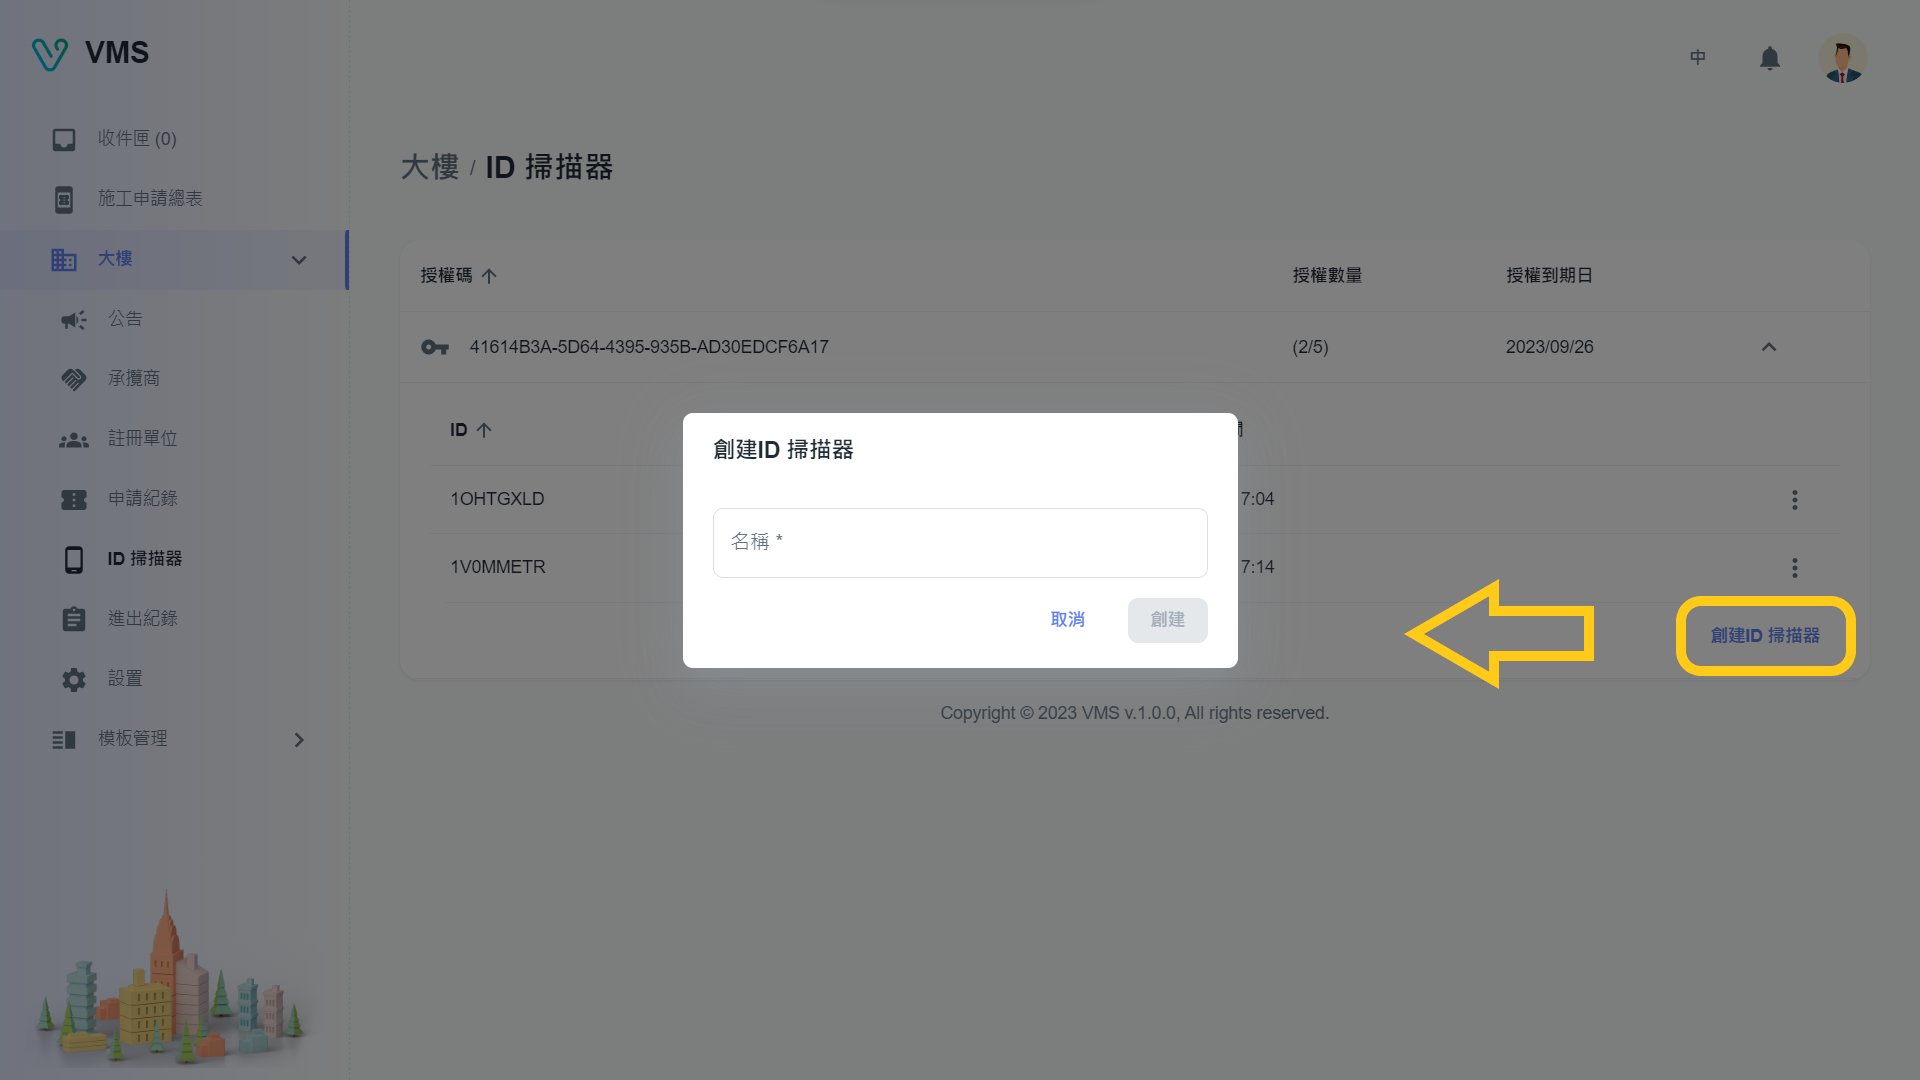 VMS
中
收件匣 (0)
施工申請總表
大樓
公告
承攬商
註冊單位
申請紀錄
ID 掃描器
進出紀錄
設置
模板管理
大樓 / ID 掃描器
授權碼 授權數量 授權到期日
41614B3A-5D64-4395-935B-AD30EDCF6A17 (2/5) 2023/09/26
ID
1OHTGXLD 7:04
1V0MMETR 7:14
創建ID 掃描器
創建ID 掃描器
名稱 *
取消 創建
Copyright © 2023 VMS v.1.0.0, All rights reserved.